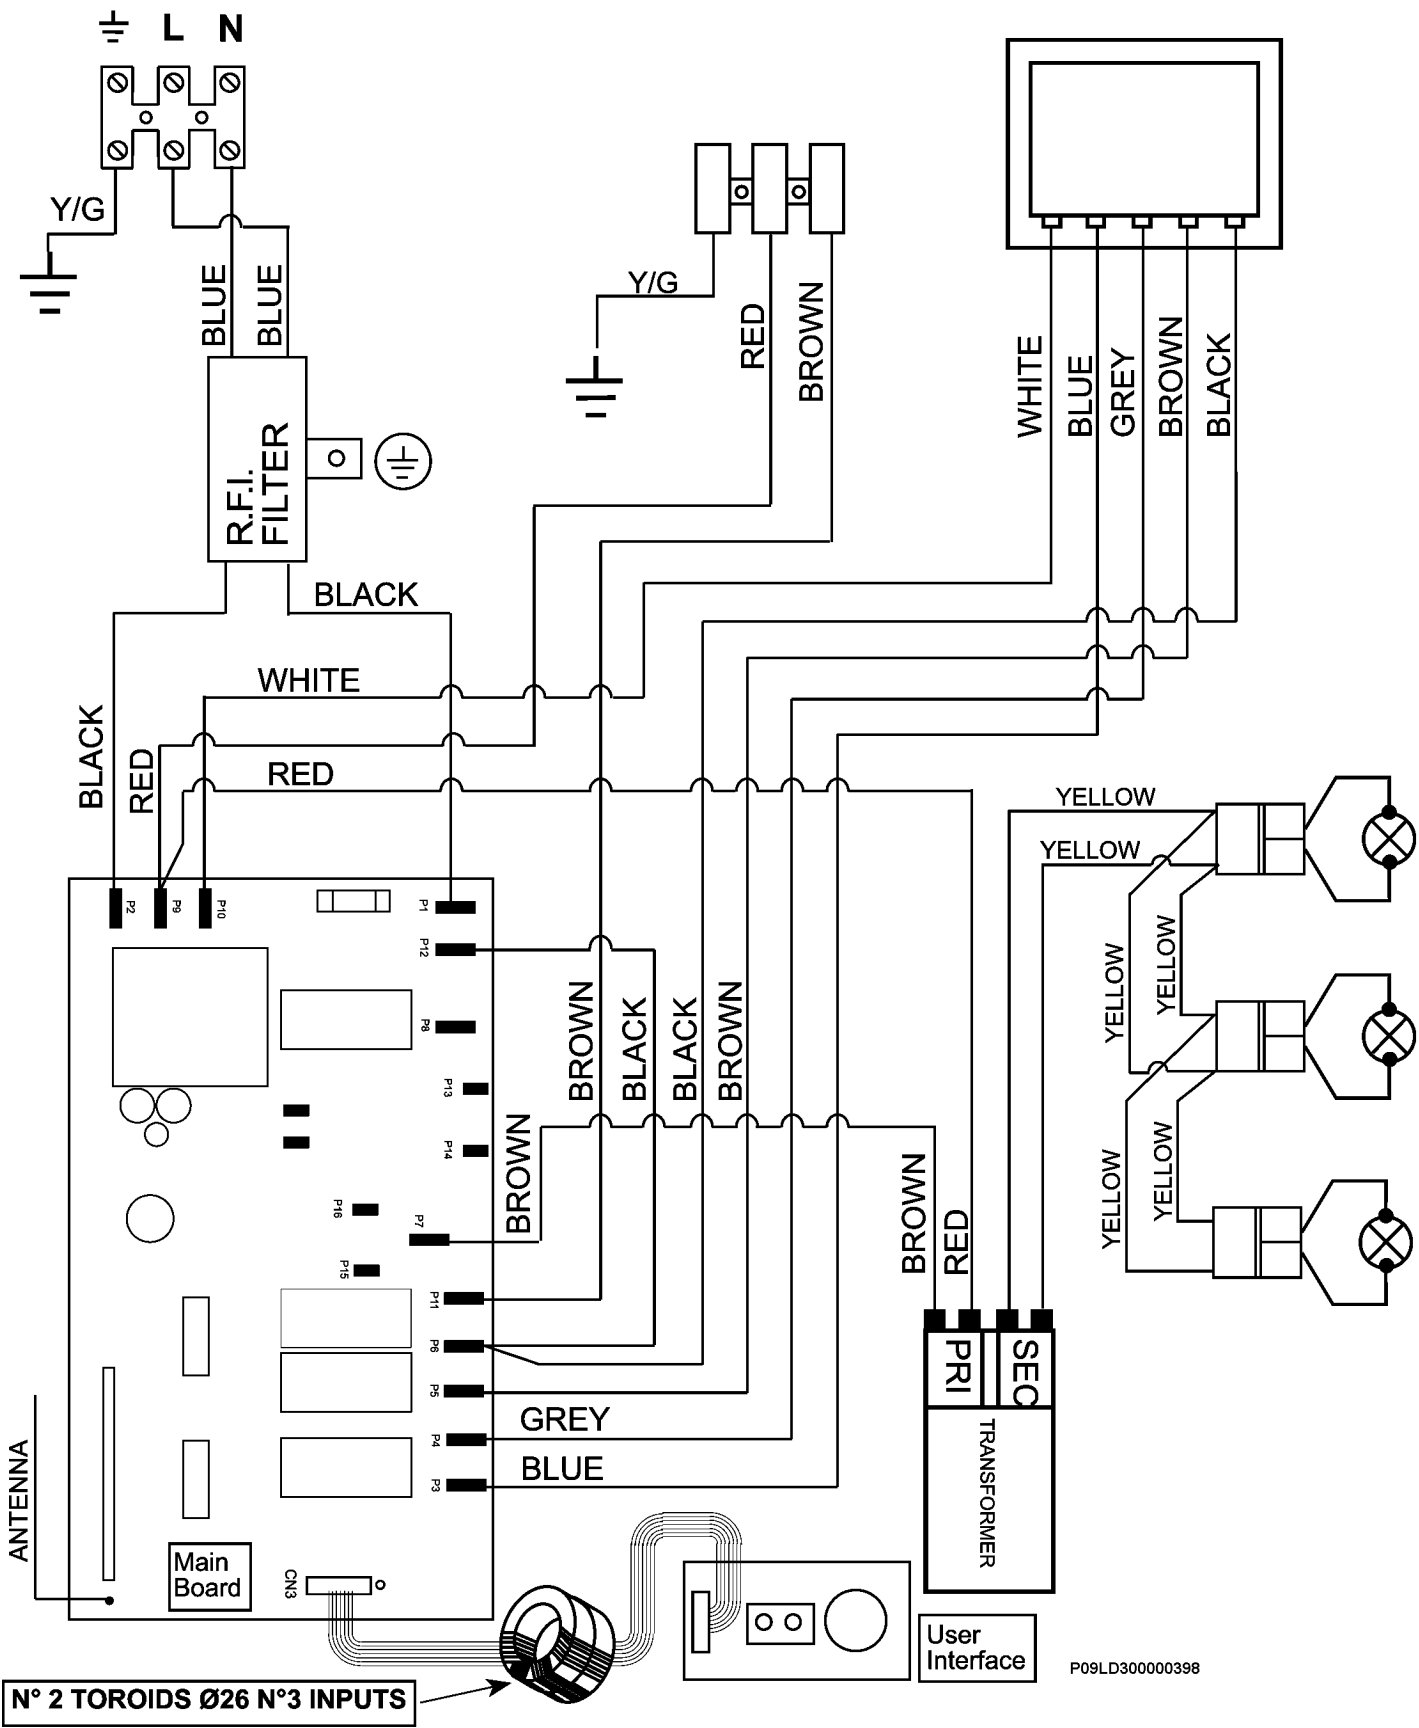 L N
Y/G
BLUE
BLUE
R.F.I.
FILTER
Y/G
RED
BROWN
WHITE
BLUE
GREY
BROWN
BLACK
BLACK
WHITE
BLACK
RED
RED
YELLOW
YELLOW
YELLOW
YELLOW
YELLOW
YELLOW
P2
P9
P10
P1
P12
P8
P13
P14
P16
P7
P15
P11
P6
P5
P4
P3
BROWN
BLACK
BLACK
BROWN
BROWN
BROWN
RED
PRI
SEC
TRANSFORMER
GREY
BLUE
ANTENNA
Main
Board
CN3
User
Interface
P09LD300000398
N° 2 TOROIDS Ø26 N°3 INPUTS